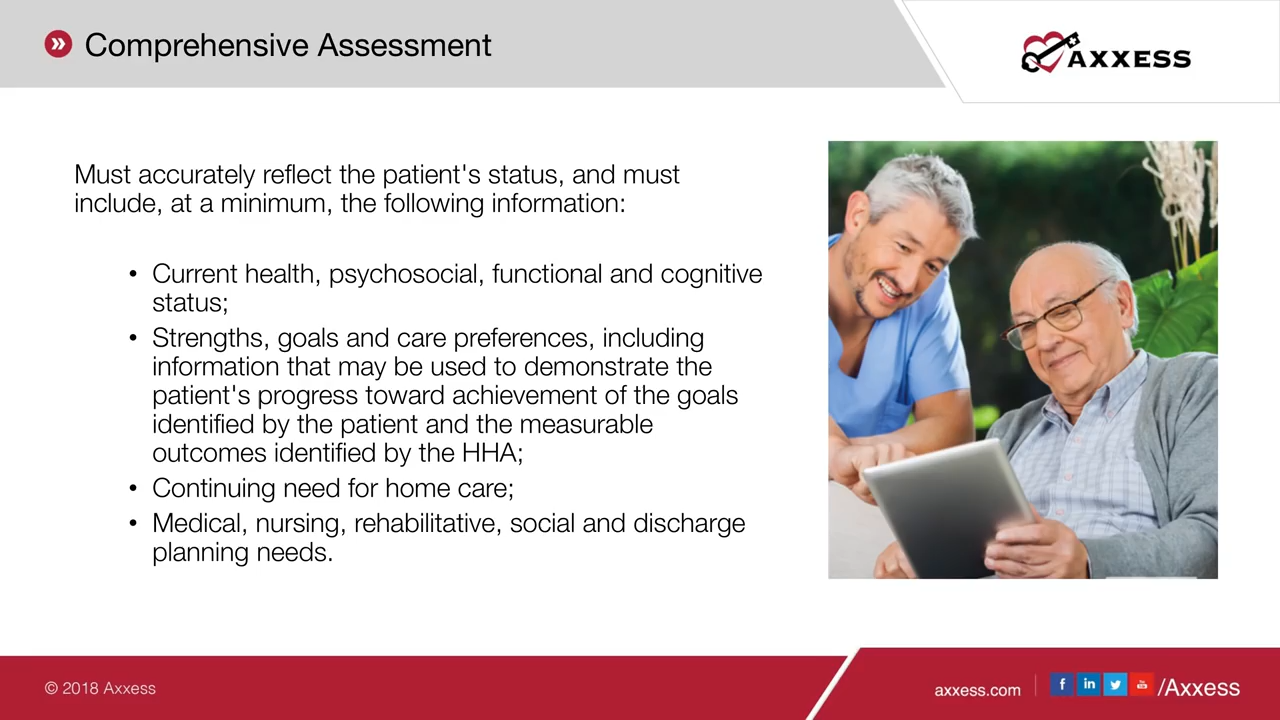 Comprehensive Assessment
AXXESS
Must accurately reflect the patient's status, and must
include, at a minimum, the following information:
• Current health, psychosocial, functional and cognitive
status;
• Strengths, goals and care preferences, including
information that may be used to demonstrate the
patient's progress toward achievement of the goals
identified by the patient and the measurable
outcomes identified by the HHA;
• Continuing need for home care;
• Medical, nursing, rehabilitative, social and discharge
planning needs.
© 2018 Axxess
axxess.com
/Axxess